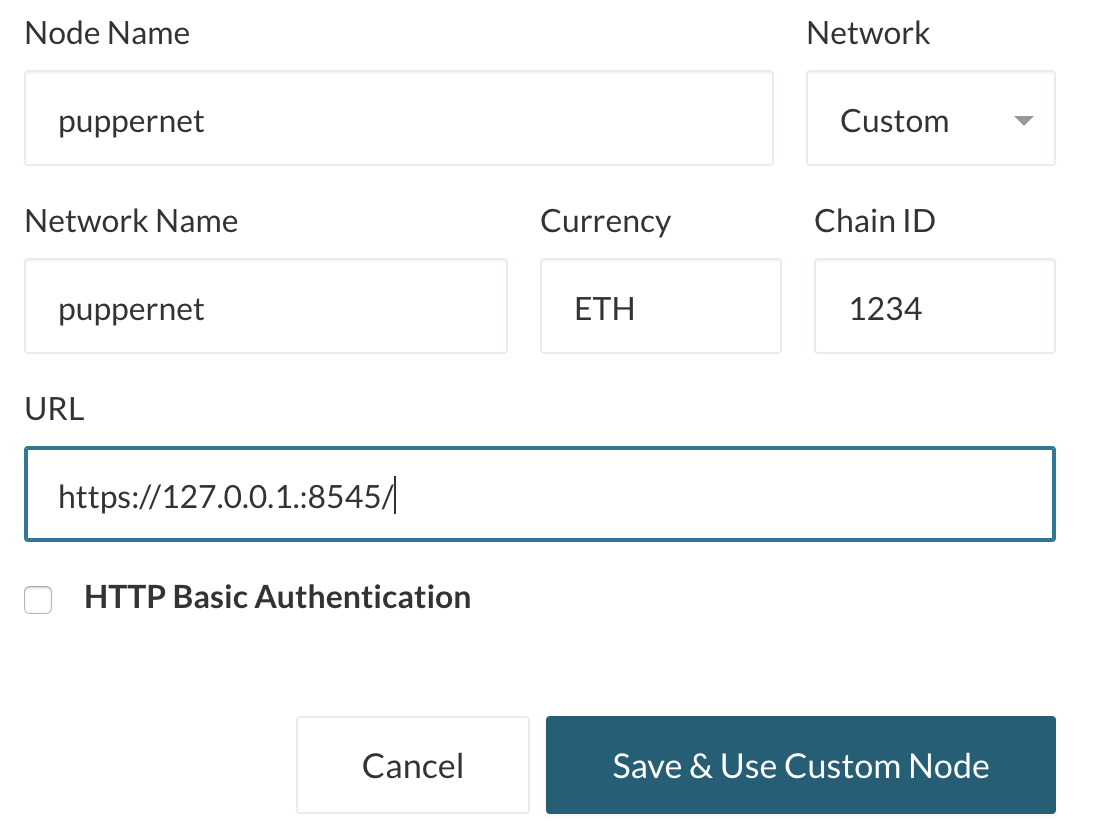 Node Name
Network
puppernet
Custom
Network Name
Currency
Chain ID
puppernet
ETH
1234
URL
https://127.0.0.1.:8545/
HTTP Basic Authentication
Cancel
Save & Use Custom Node